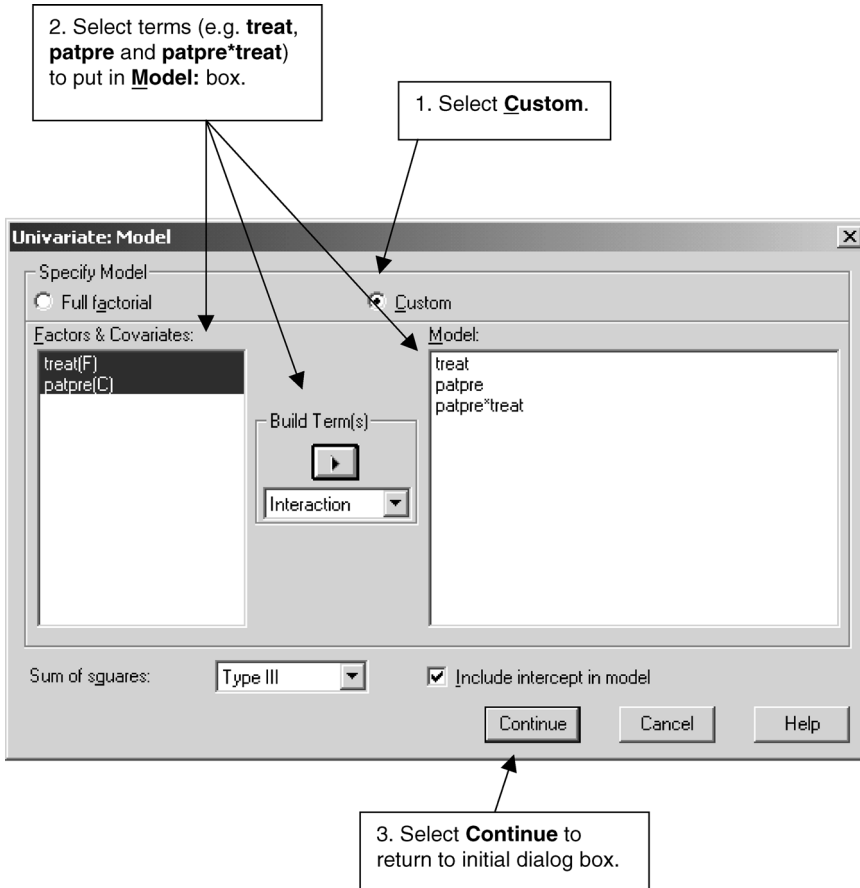 2. Select terms (e.g. treat,
patpre and patpre*treat)
to put in Model: box.
1. Select Custom.
Univariate: Model
Specify Model
Full factorial
Custom
Factors & Covariates:
Model:
treat(F)
patpre(C)
treat
patpre
patpre*treat
Build Term(s)
Interaction
Sum of squares:
Type III
Include intercept in model
Continue
Cancel
Help
3. Select Continue to
return to initial dialog box.